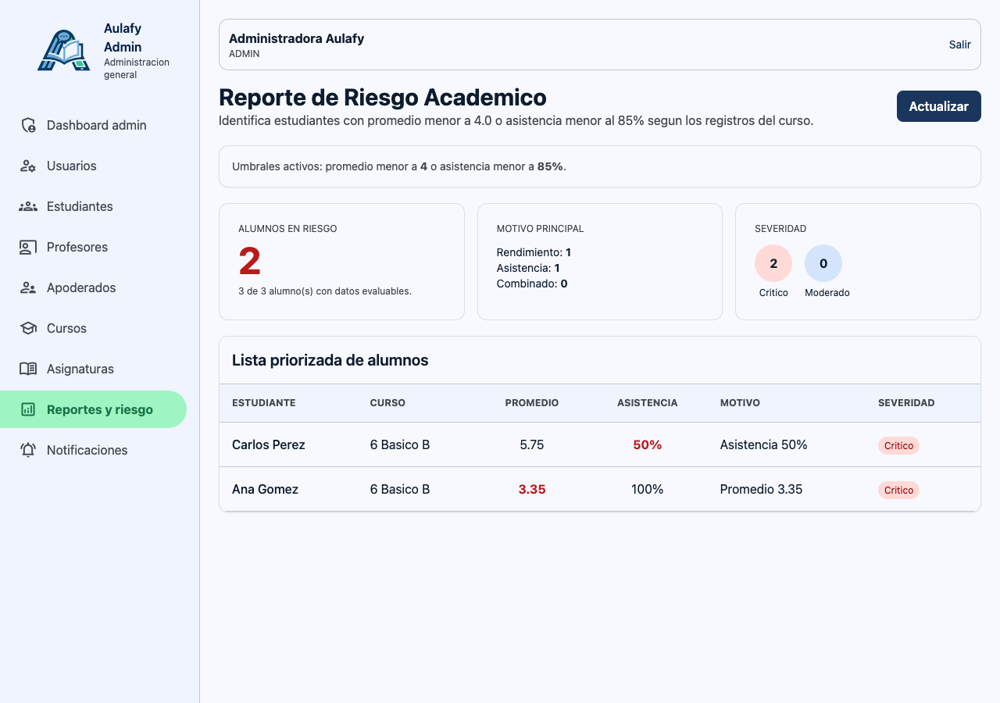 Aulafy
Admin
Administracion
general
Dashboard admin
Usuarios
Estudiantes
Profesores
Apoderados
Cursos
Asignaturas
Reportes y riesgo
Notificaciones
Administradora Aulafy
ADMIN
Salir
Reporte de Riesgo Academico
Identifica estudiantes con promedio menor a 4.0 o asistencia menor al 85% segun los registros del curso.
Actualizar
Umbrales activos: promedio menor a 4 o asistencia menor a 85%.
ALUMNOS EN RIESGO
2
3 de 3 alumno(s) con datos evaluables.
MOTIVO PRINCIPAL
Rendimiento: 1
Asistencia: 1
Combinado: 0
SEVERIDAD
2 0
Critico Moderado
Lista priorizada de alumnos
ESTUDIANTE CURSO PROMEDIO ASISTENCIA MOTIVO SEVERIDAD
Carlos Perez 6 Basico B 5.75 50% Asistencia 50% Critico
Ana Gomez 6 Basico B 3.35 100% Promedio 3.35 Critico